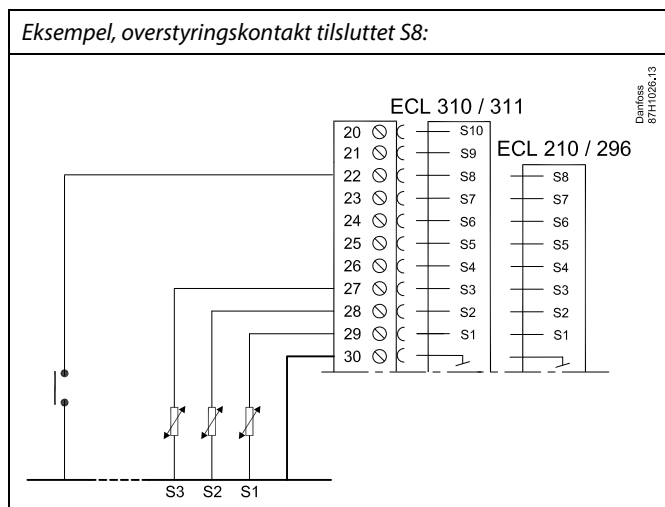 Eksempel, overstyringskontakt tilsluttet S8:
Danfoss
87H1026.13
ECL 310 / 311
ECL 210 / 296
20 S10
21 S9
22 S8 S8
23 S7 S7
24 S6 S6
25 S5 S5
26 S4 S4
27 S3 S3
28 S2 S2
29 S1 S1
30
S3 S2 S1